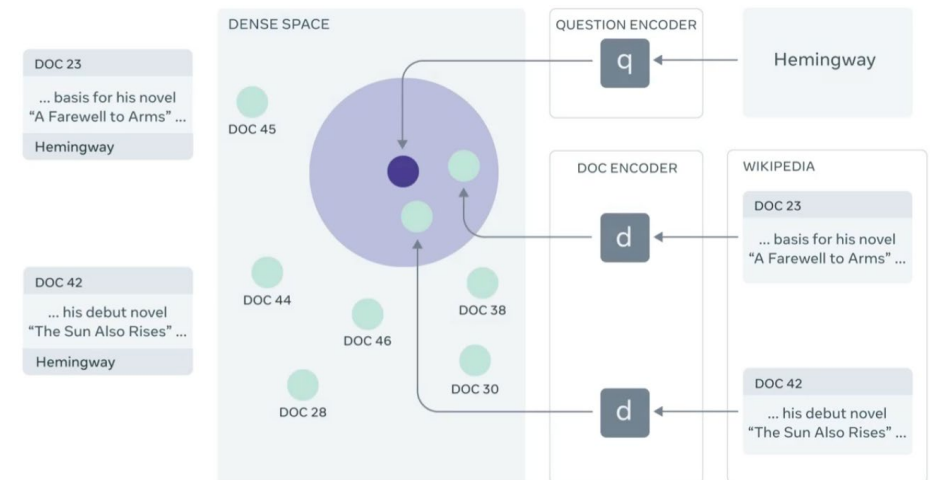 DENSE SPACE
QUESTION ENCODER
q
Hemingway
DOC 23
... basis for his novel
“A Farewell to Arms” ...
Hemingway
DOC 45
DOC ENCODER
WIKIPEDIA
DOC 23
... basis for his novel
“A Farewell to Arms” ...
d
DOC 42
... his debut novel
“The Sun Also Rises” ...
Hemingway
DOC 44
DOC 38
DOC 46
DOC 30
DOC 28
d
DOC 42
... his debut novel
“The Sun Also Rises” ...